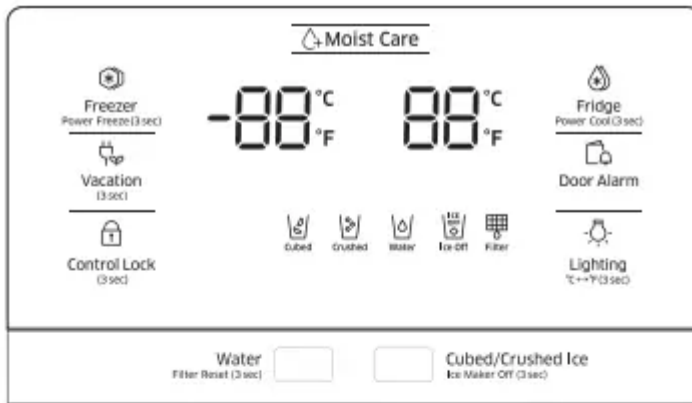 Moist Care
Freezer
Power Freeze(3 sec)
-88 °C
°F
88 °C
°F
Fridge
Power Cool(3 sec)
Vacation
(3 sec)
Door Alarm
Control Lock
(3 sec)
ICE
OFF
Cubed
Crushed
Water
Ice Off
Filter
Lighting
°C↔°F(3 sec)
Water
Filter Reset (3 sec)
Cubed/Crushed Ice
Ice Maker Off (3 sec)